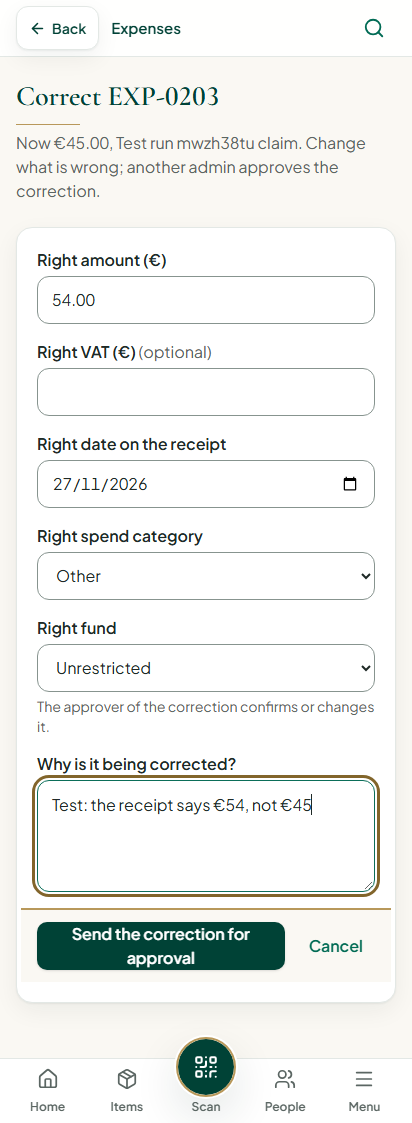 Back
Expenses
Correct EXP-0203
Now €45.00, Test run mwzh38tu claim. Change
what is wrong; another admin approves the
correction.
Right amount (€)
54.00
Right VAT (€) (optional)
Right date on the receipt
27/11/2026
Right spend category
Other
Right fund
Unrestricted
The approver of the correction confirms or changes
it.
Why is it being corrected?
Test: the receipt says €54, not €45
Send the correction for
approval
Cancel
Home
Items
Scan
People
Menu